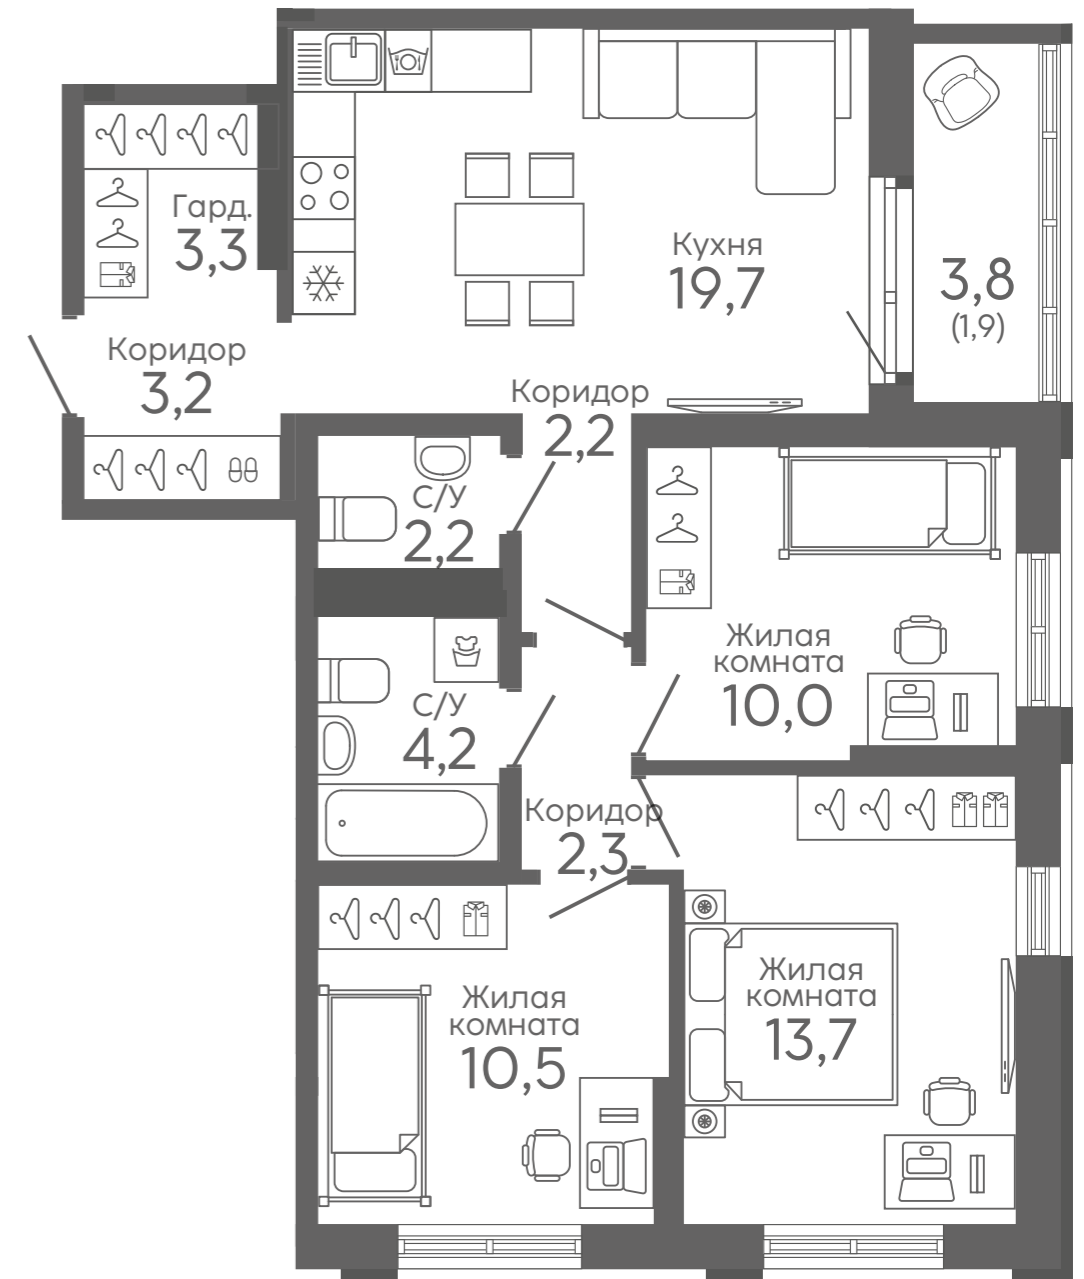 Гард.
3,3
Кухня
19,7
3,8
(1,9)
Коридор
3,2
Коридор
2,2
С/У
2,2
Жилая
комната
10,0
С/У
4,2
Коридор
2,3
Жилая
комната
13,7
Жилая
комната
10,5